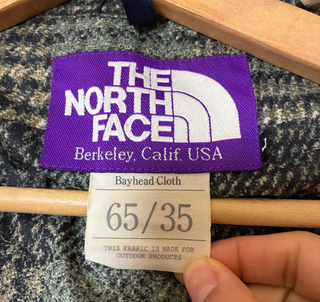 THE
NORTH
FACE
Berkeley, Calif. USA
Bayhead Cloth
65/35
THIS FABRIC IS MADE FOR
OUTDOOR PRODUCTS